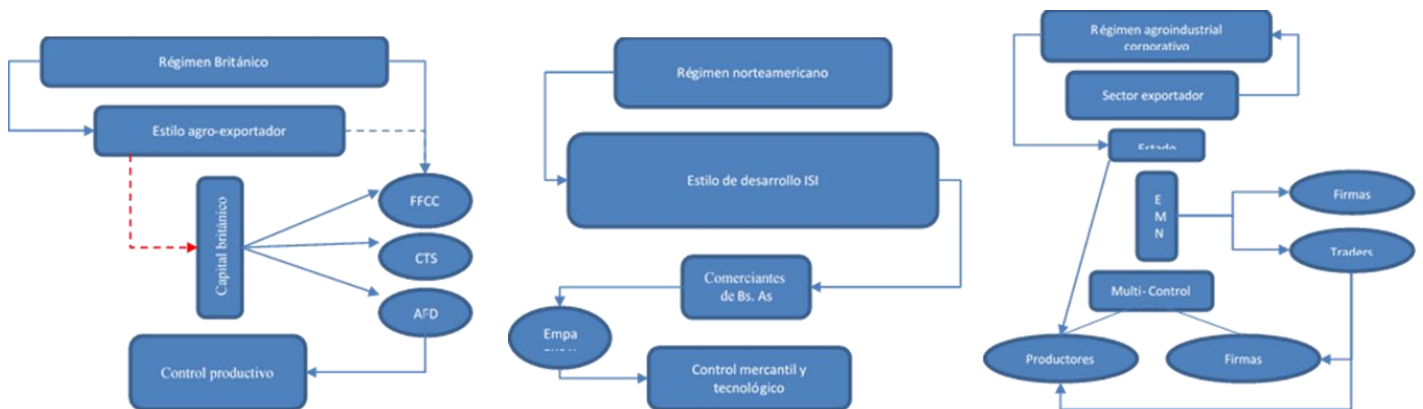 Régimen Británico
Estilo agro-exportador
Capital británico
FFCC
CTS
AFD
Control productivo
Régimen norteamericano
Estilo de desarrollo ISI
Comerciantes
de Bs. As
Empa
Control mercantil y
tecnológico
Régimen agroindustrial
corporativo
Sector exportador
Estado
E
M
N
Firmas
Traders
Multi- Control
Productores
Firmas